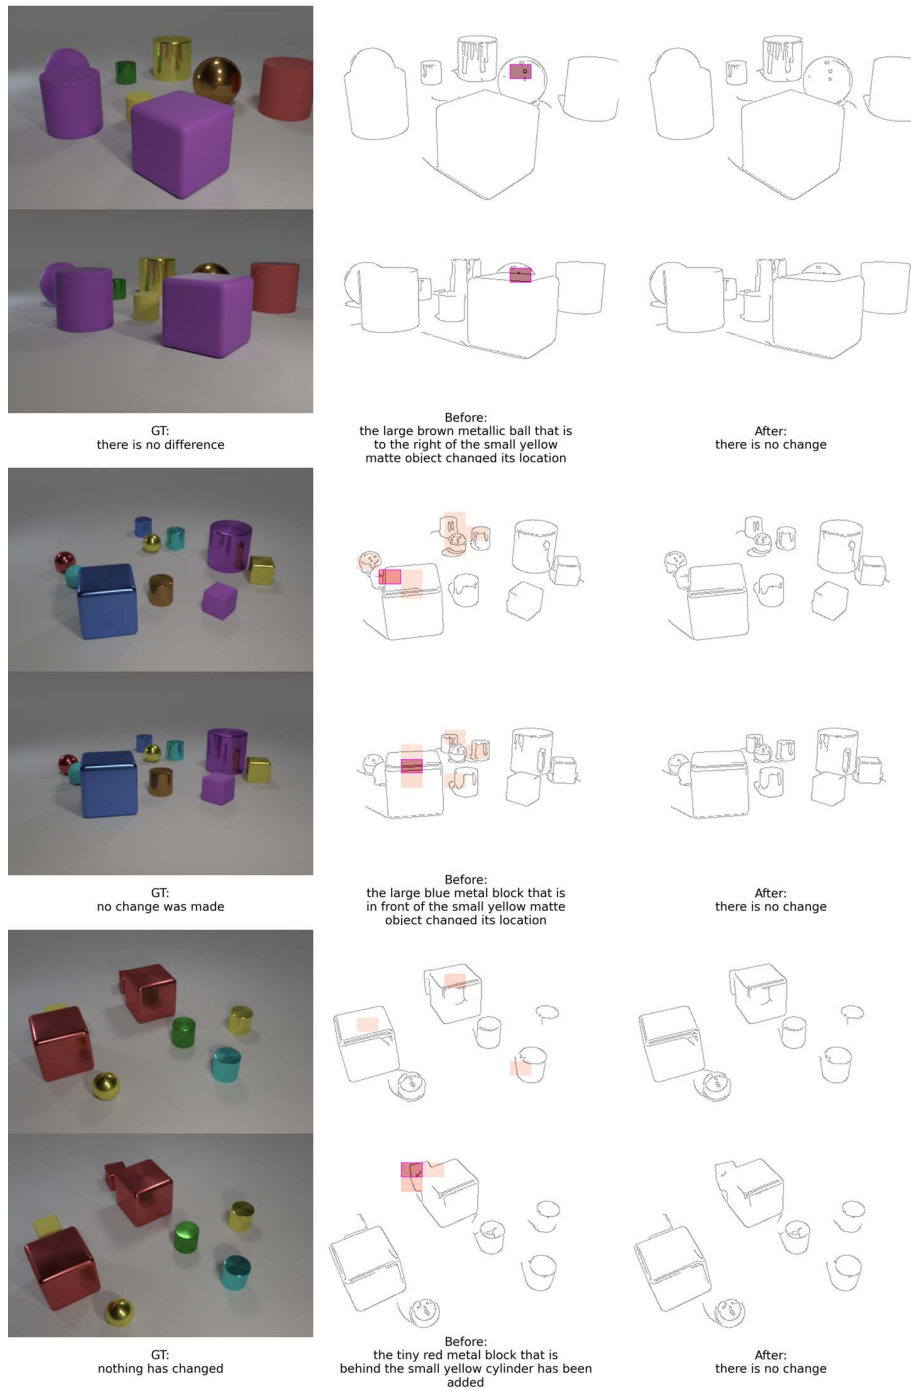 GT:
there is no difference
Before:
the large brown metallic ball that is
to the right of the small yellow
matte object changed its location
After:
there is no change
GT:
no change was made
Before:
the large blue metal block that is
in front of the small yellow matte
object changed its location
After:
there is no change
GT:
nothing has changed
Before:
the tiny red metal block that is
behind the small yellow cylinder has been
added
After:
there is no change